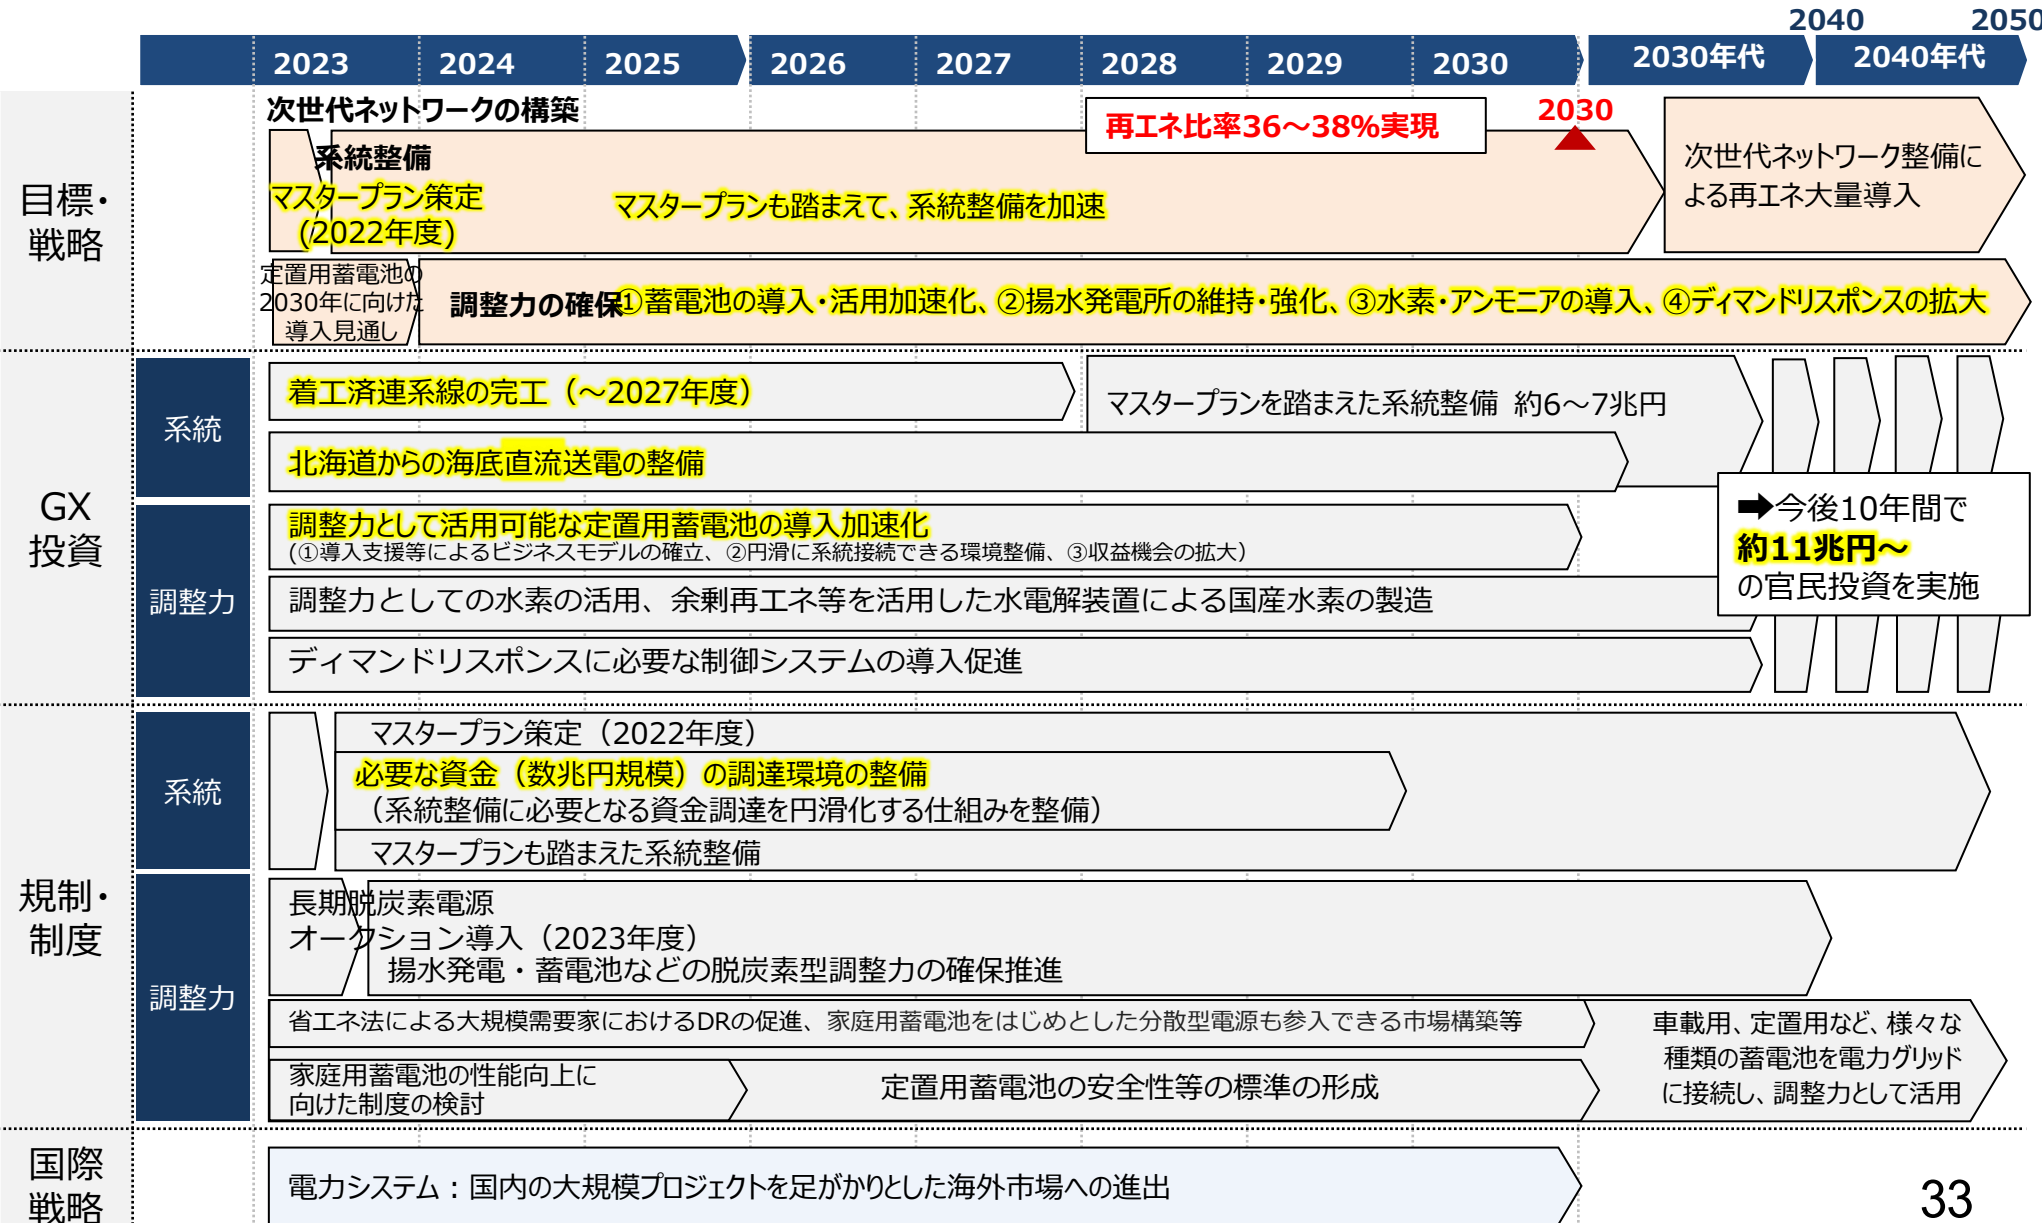 2040 2050
2023 2024 2025 2026 2027 2028 2029 2030 2030年代 2040年代
目標・
戦略
次世代ネットワークの構築
再エネ比率36～38%実現
2030
系統整備
マスタープラン策定
(2022年度)
マスタープランも踏まえて、系統整備を加速
次世代ネットワーク整備に
よる再エネ大量導入
定置用蓄電池の
2030年に向けた
導入見通し
調整力の確保
①蓄電池の導入・活用加速化、②揚水発電所の維持・強化、③水素・アンモニアの導入、④ディマンドリスポンスの拡大
GX
投資
系統
着工済連系線の完工（～2027年度）
マスタープランを踏まえた系統整備 約6～7兆円
北海道からの海底直流送電の整備
調整力
調整力として活用可能な定置用蓄電池の導入加速化
(①導入支援等によるビジネスモデルの確立、②円滑に系統接続できる環境整備、③収益機会の拡大)
調整力としての水素の活用、余剰再エネ等を活用した水電解装置による国産水素の製造
ディマンドリスポンスに必要な制御システムの導入促進
➡今後10年間で
約11兆円～
の官民投資を実施
規制・
制度
系統
マスタープラン策定（2022年度）
必要な資金（数兆円規模）の調達環境の整備
（系統整備に必要となる資金調達を円滑化する仕組みを整備）
マスタープランも踏まえた系統整備
調整力
長期脱炭素電源
オークション導入（2023年度）
揚水発電・蓄電池などの脱炭素型調整力の確保推進
省エネ法による大規模需要家におけるDRの促進、家庭用蓄電池をはじめとした分散型電源も参入できる市場構築等
家庭用蓄電池の性能向上に
向けた制度の検討
定置用蓄電池の安全性等の標準の形成
車載用、定置用など、様々な
種類の蓄電池を電力グリッド
に接続し、調整力として活用
国際
戦略
電力システム：国内の大規模プロジェクトを足がかりとした海外市場への進出
33